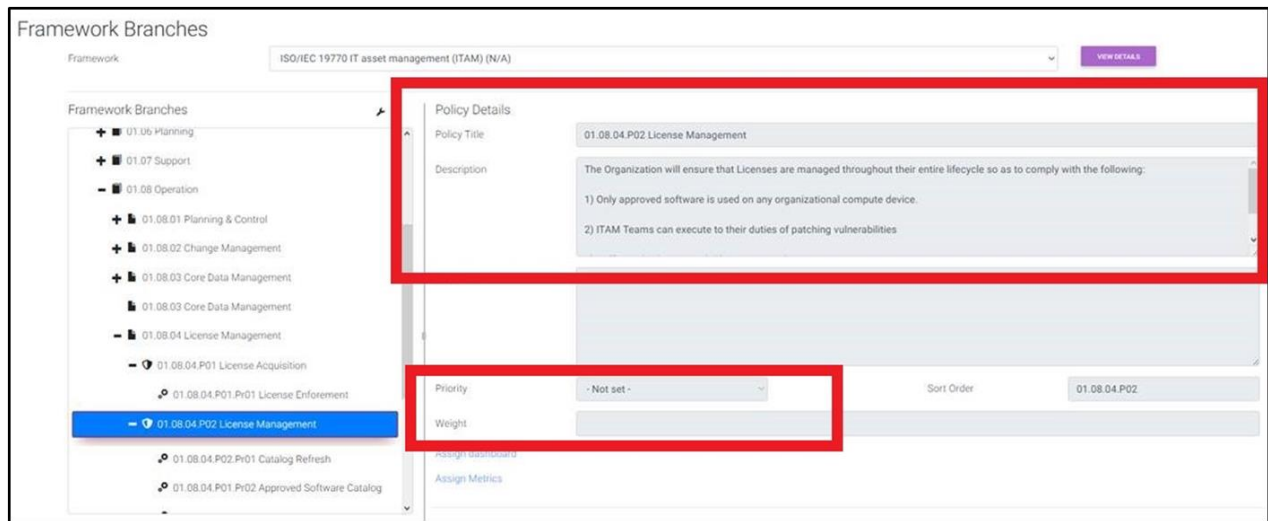 Framework Branches
Framework
ISO/IEC 19770 IT asset management (ITAM) (N/A)
VIEW DETAILS
Framework Branches
01.06 Planning
01.07 Support
01.08 Operation
01.08.01 Planning & Control
01.08.02 Change Management
01.08.03 Core Data Management
01.08.03 Core Data Management
01.08.04 License Management
01.08.04.P01 License Acquisition
01.08.04.P01.Pr01 License Enforement
01.08.04.P02 License Management
01.08.04.P02.Pr01 Catalog Refresh
01.08.04.P01.Pr02 Approved Software Catalog
Policy Details
Policy Title
01.08.04.P02 License Management
Description
The Organization will ensure that Licenses are managed throughout their entire lifecycle so as to comply with the following:
1) Only approved software is used on any organizational compute device.
2) ITAM Teams can execute to their duties of patching vulnerabilities
Priority
- Not set -
Sort Order
01.08.04.P02
Weight
Assign dashboard
Assign Metrics